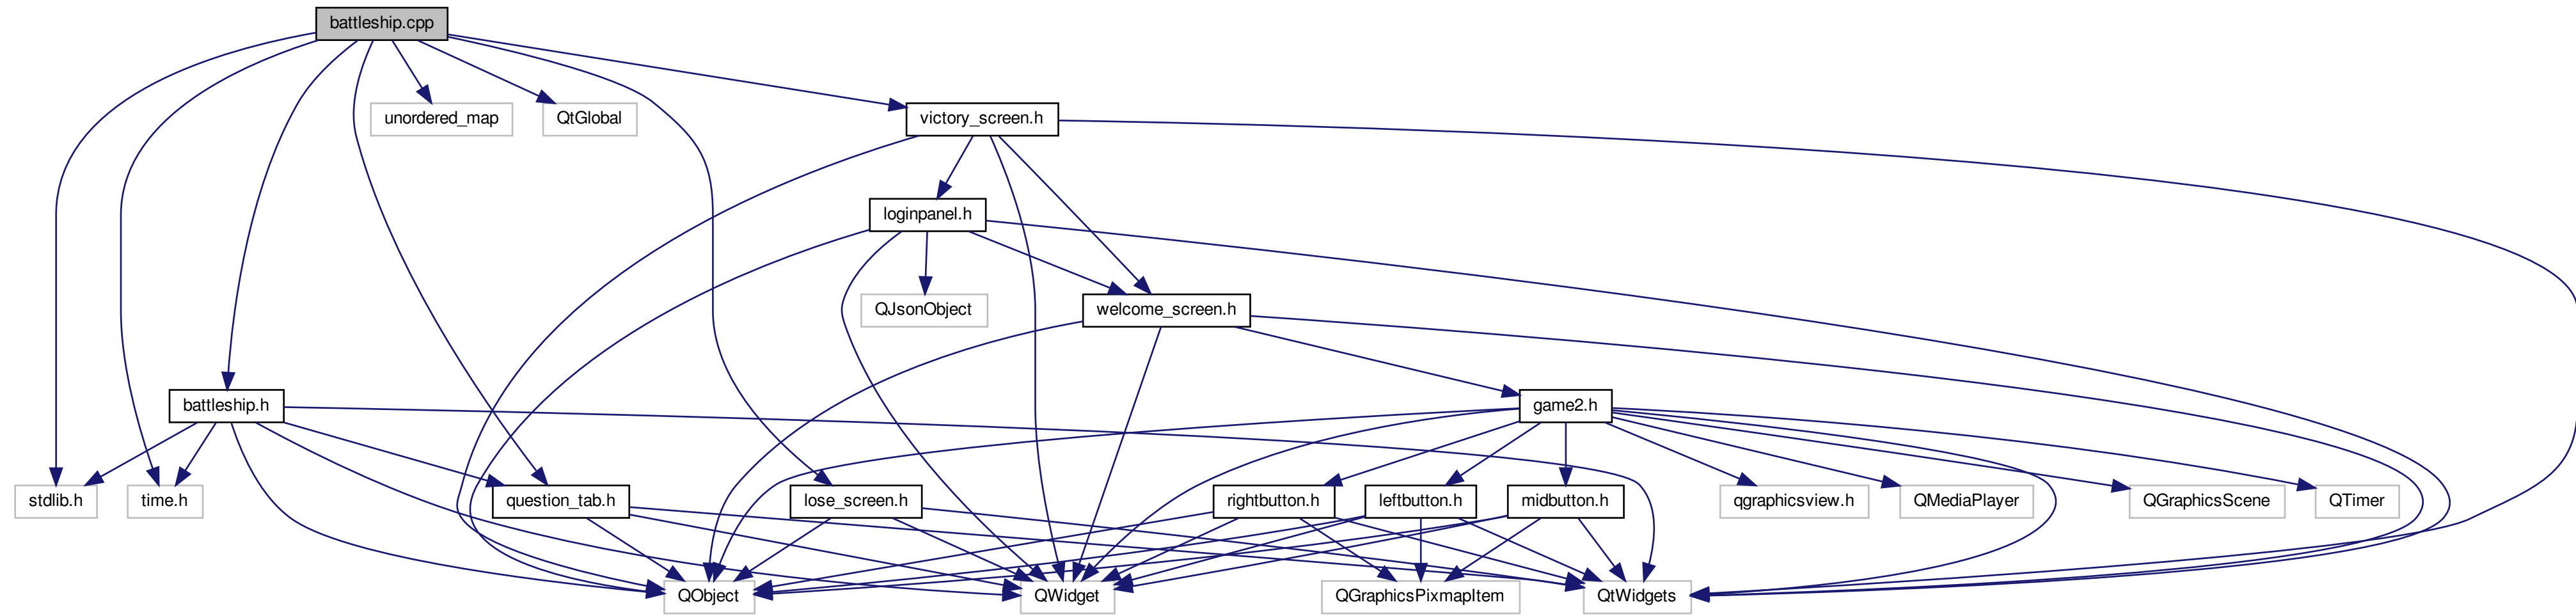 battleship.cpp
unordered_map
QtGlobal
victory_screen.h
loginpanel.h
QJsonObject
welcome_screen.h
battleship.h
game2.h
stdlib.h
time.h
question_tab.h
lose_screen.h
rightbutton.h
leftbutton.h
midbutton.h
qgraphicsview.h
QMediaPlayer
QGraphicsScene
QTimer
QObject
QWidget
QGraphicsPixmapItem
QtWidgets